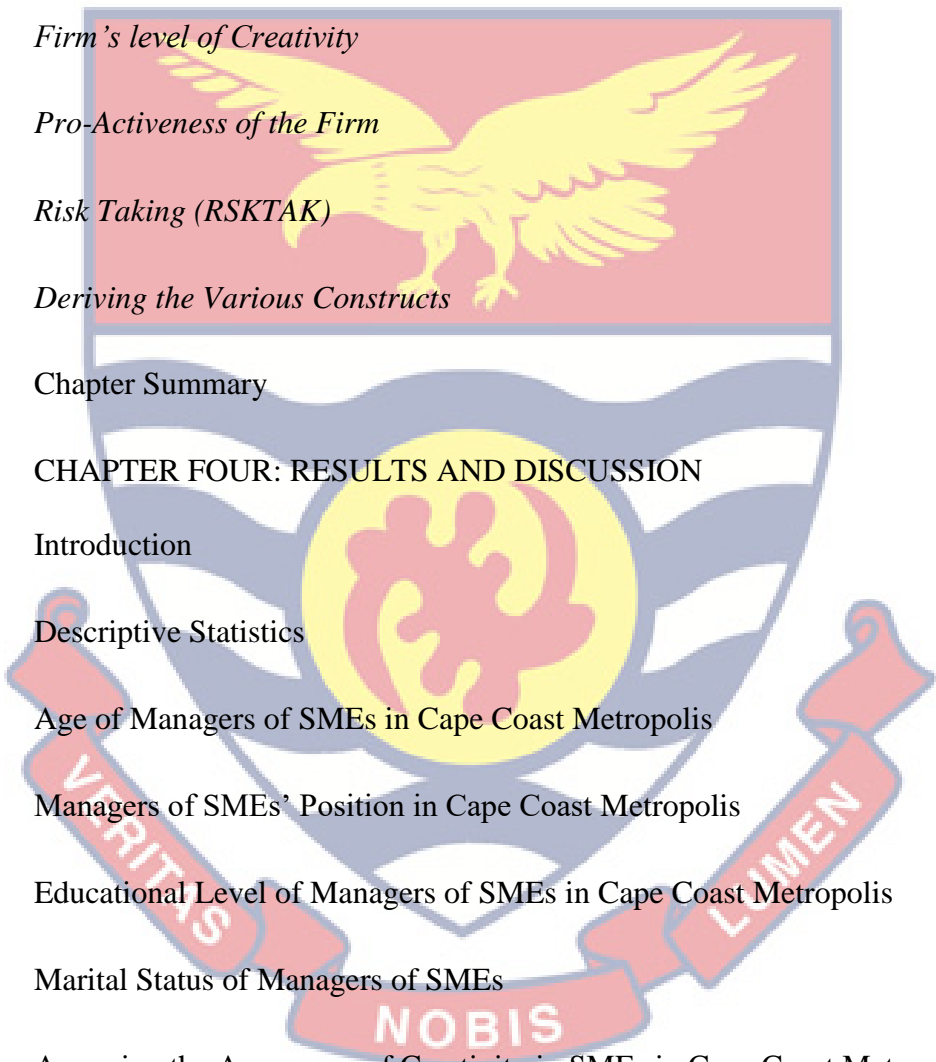 Firm’s level of Creativity
Pro-Activeness of the Firm
Risk Taking (RSKTAK)
Deriving the Various Constructs
Chapter Summary
CHAPTER FOUR: RESULTS AND DISCUSSION
Introduction
Descriptive Statistics
Age of Managers of SMEs in Cape Coast Metropolis
Managers of SMEs’ Position in Cape Coast Metropolis
Educational Level of Managers of SMEs in Cape Coast Metropolis
Marital Status of Managers of SMEs
VERITAS
NOBIS
LUMEN